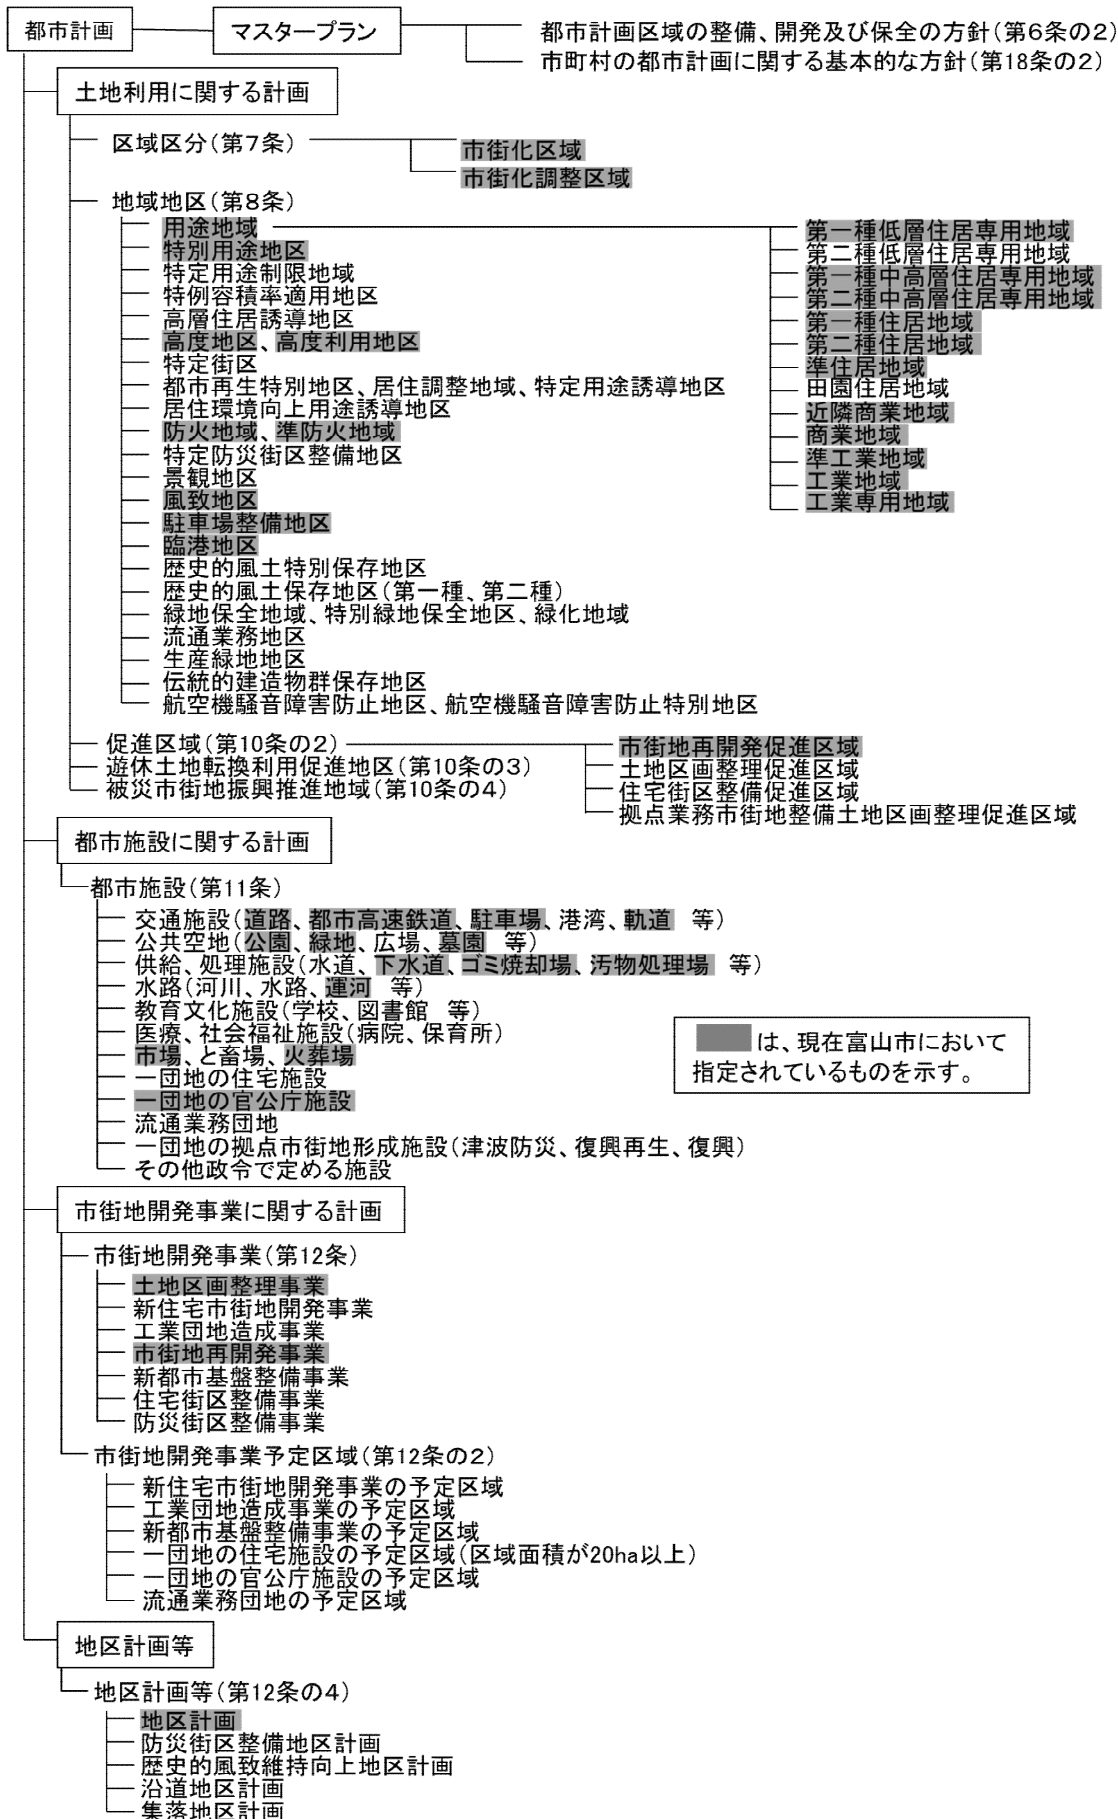 都市計画
マスタープラン
都市計画区域の整備、開発及び保全の方針(第6条の2)
市町村の都市計画に関する基本的な方針(第18条の2)
土地利用に関する計画
区域区分(第7条)
市街化区域
市街化調整区域
地域地区(第8条)
用途地域
特別用途地区
特定用途制限地域
特例容積率適用地区
高層住居誘導地区
高度地区、高度利用地区
特定街区
都市再生特別地区、居住調整地域、特定用途誘導地区
居住環境向上用途誘導地区
防火地域、準防火地域
特定防災街区整備地区
景観地区
風致地区
駐車場整備地区
臨港地区
歴史的風土特別保存地区
歴史的風土保存地区(第一種、第二種)
緑地保全地域、特別緑地保全地区、緑化地域
流通業務地区
生産緑地地区
伝統的建造物群保存地区
航空機騒音障害防止地区、航空機騒音障害防止特別地区
第一種低層住居専用地域
第二種低層住居専用地域
第一種中高層住居専用地域
第二種中高層住居専用地域
第一種住居地域
第二種住居地域
準住居地域
田園住居地域
近隣商業地域
商業地域
準工業地域
工業地域
工業専用地域
促進区域(第10条の2)
遊休土地転換利用促進地区(第10条の3)
被災市街地振興推進地域(第10条の4)
市街地再開発促進区域
土地区画整理促進区域
住宅街区整備促進区域
拠点業務市街地整備土地区画整理促進区域
都市施設に関する計画
都市施設(第11条)
交通施設(道路、都市高速鉄道、駐車場、港湾、軌道 等)
公共空地(公園、緑地、広場、墓園 等)
供給、処理施設(水道、下水道、ゴミ焼却場、汚物処理場 等)
水路(河川、水路、運河 等)
教育文化施設(学校、図書館 等)
医療、社会福祉施設(病院、保育所)
市場、と畜場、火葬場
一団地の住宅施設
一団地の官公庁施設
流通業務団地
一団地の拠点市街地形成施設(津波防災、復興再生、復興)
その他政令で定める施設
は、現在富山市において
指定されているものを示す。
市街地開発事業に関する計画
市街地開発事業(第12条)
土地区画整理事業
新住宅市街地開発事業
工業団地造成事業
市街地再開発事業
新都市基盤整備事業
住宅街区整備事業
防災街区整備事業
市街地開発事業予定区域(第12条の2)
新住宅市街地開発事業の予定区域
工業団地造成事業の予定区域
新都市基盤整備事業の予定区域
一団地の住宅施設の予定区域(区域面積が20ha以上)
一団地の官公庁施設の予定区域
流通業務団地の予定区域
地区計画等
地区計画等(第12条の4)
地区計画
防災街区整備地区計画
歴史的風致維持向上地区計画
沿道地区計画
集落地区計画